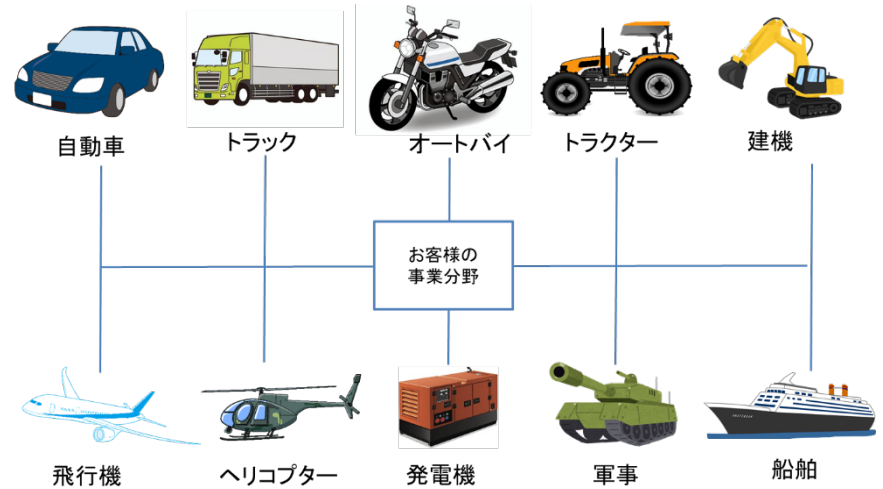 自動車
トラック
オートバイ
トラクター
建機
お客様の
事業分野
飛行機
ヘリコプター
発電機
軍事
船舶